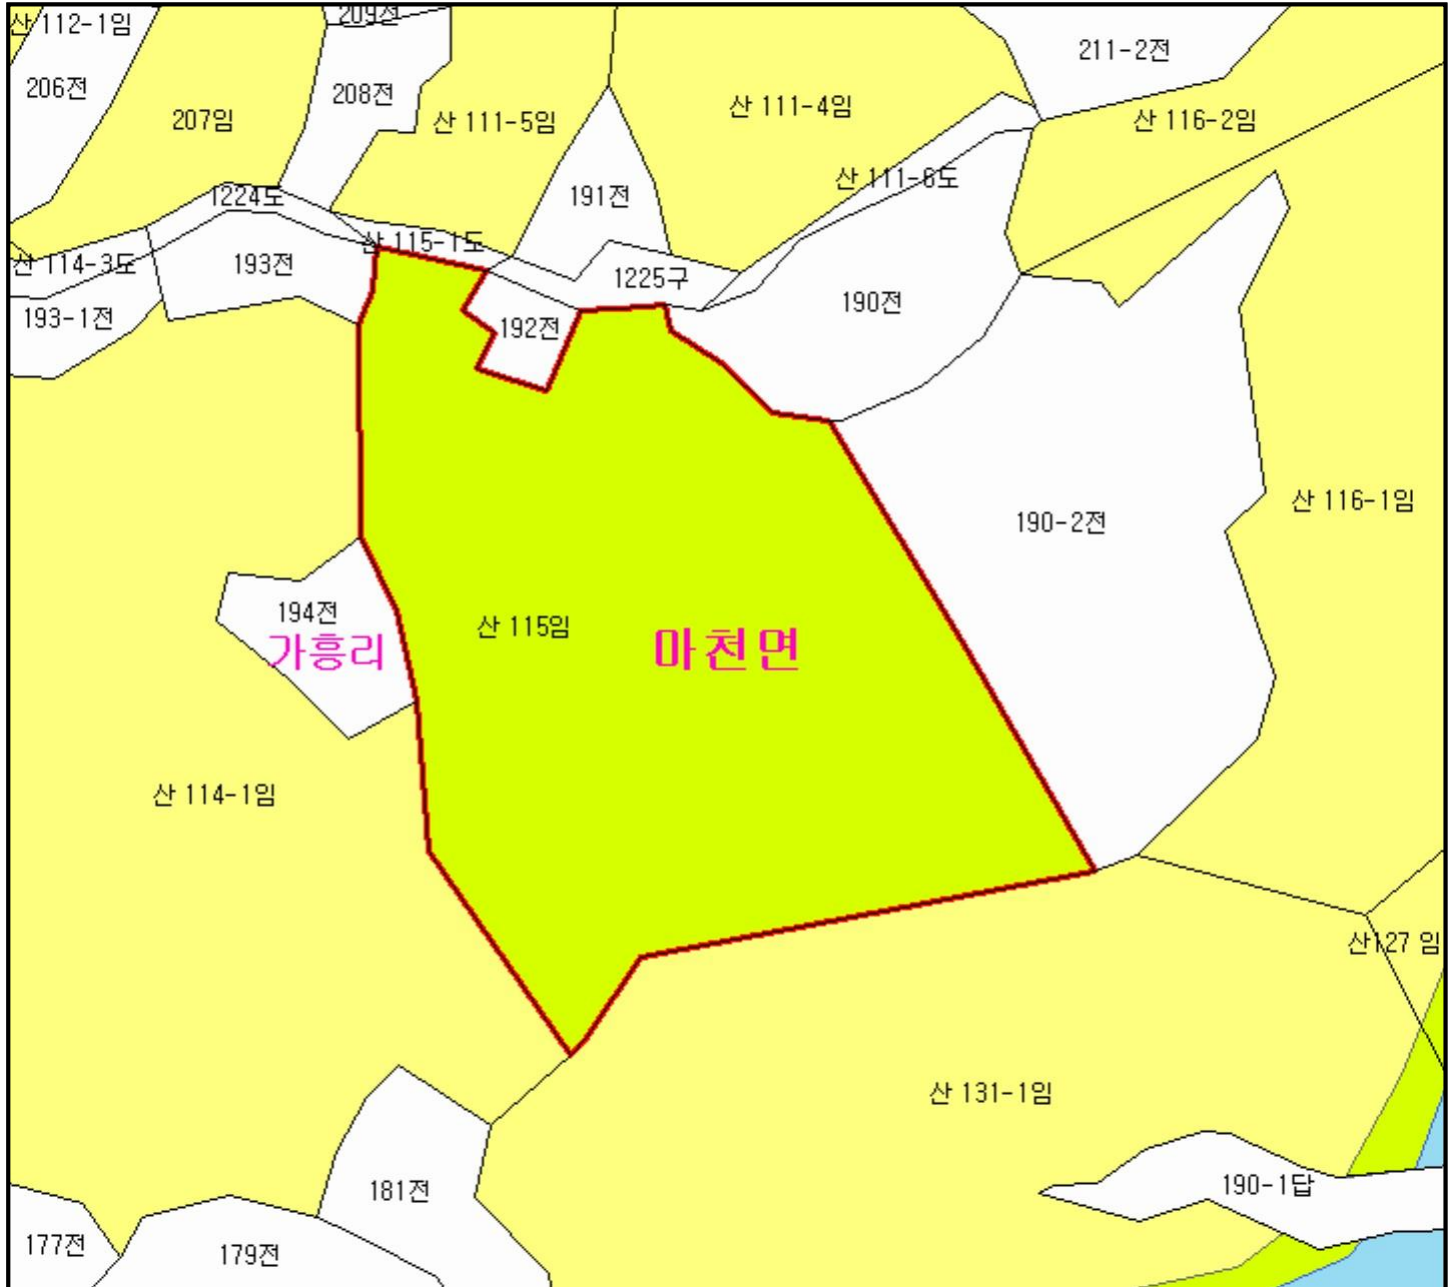 산 112-1임
209전
206전
207임
208전
산 111-5임
산 111-4임
211-2전
산 116-2임
1224도
191전
산 111-6도
산 115-1도
산 114-3도
193전
1225구
190전
193-1전
192전
190-2전
산 116-1임
194전
가흥리
산 115임
마천면
산 114-1임
산127 임
산 131-1임
181전
190-1답
177전
179전